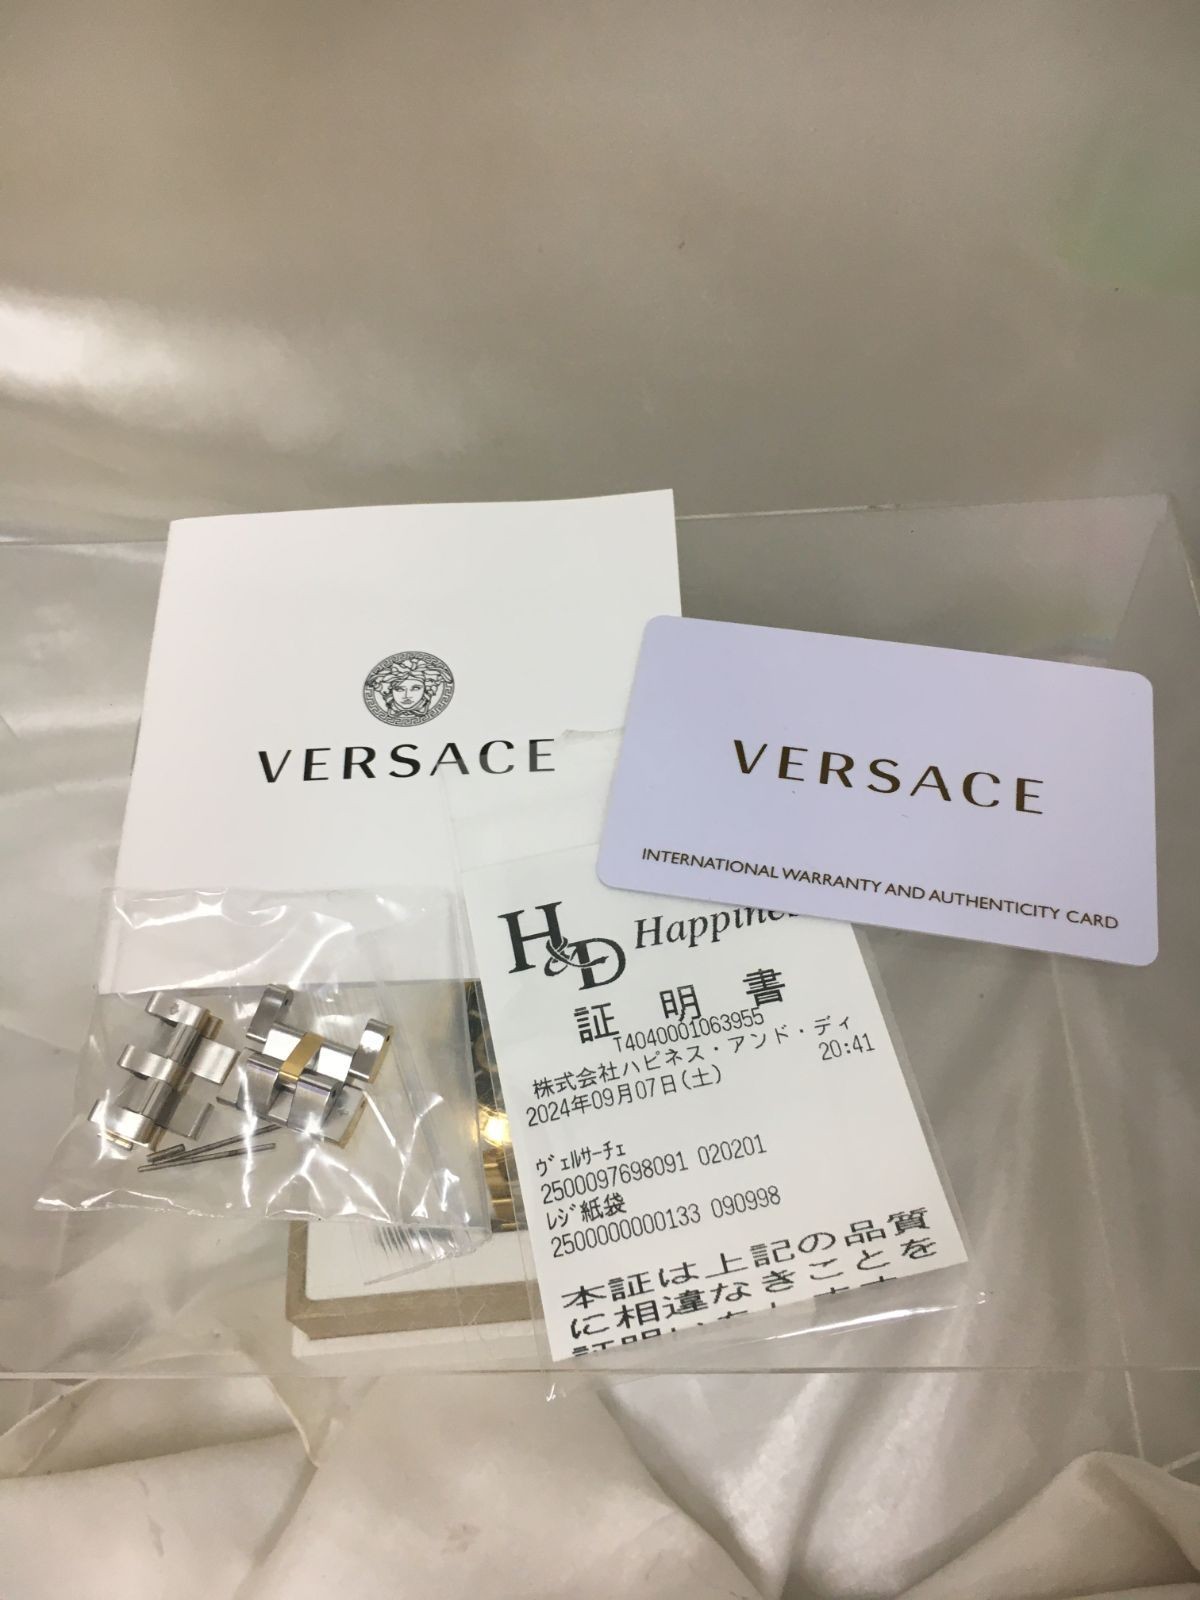 VERSACE
VERSACE
INTERNATIONAL WARRANTY AND AUTHENTICITY CARD
H&D
証明書
T4040001063955
株式会社ハピネス・アンド・ディ
2024年09月07日(土) 20:41
ヴェルサーチェ
2500097698091 020201
レジ紙袋
2500000000133 090998
本証は上記の品質
に相違なきことを